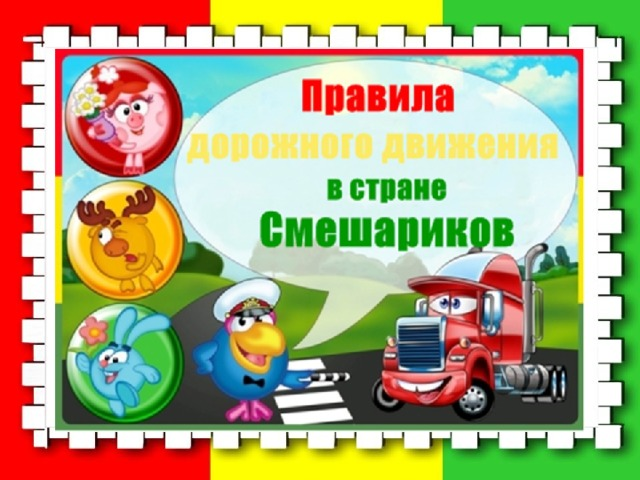 Правила
дорожного движения
в стране
Смешариков